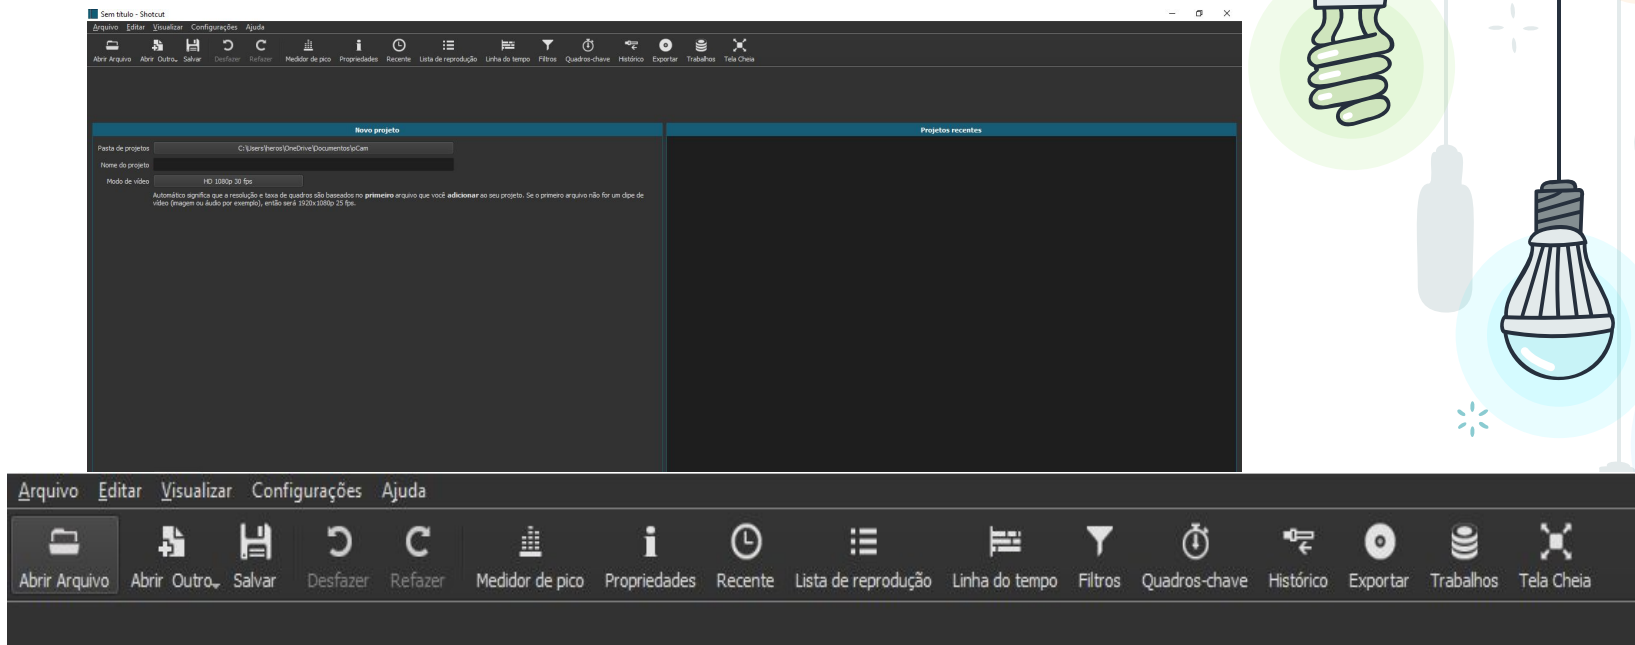 Sem título - Shotcut
Arquivo Editar Visualizar Configurações Ajuda
Abrir Arquivo Abrir Outro Salvar Desfazer Refazer Medidor de pico Propriedades Recente Lista de reprodução Linha do tempo Filtros Quadros-chave Histórico Exportar Trabalhos Tela Cheia
Novo projeto
Pasta de projetos C:\Users\heros\OneDrive\Documentos\pCam
Nome do projeto
Modo de vídeo HD 1080p 30 fps
Automático significa que a resolução e taxa de quadros são baseados no primeiro arquivo que você adicionar ao seu projeto. Se o primeiro arquivo não for um clipe de
vídeo (imagem ou áudio por exemplo), então será 1920x1080p 25 fps.
Projetos recentes
Arquivo Editar Visualizar Configurações Ajuda
Abrir Arquivo Abrir Outro Salvar Desfazer Refazer Medidor de pico Propriedades Recente Lista de reprodução Linha do tempo Filtros Quadros-chave Histórico Exportar Trabalhos Tela Cheia